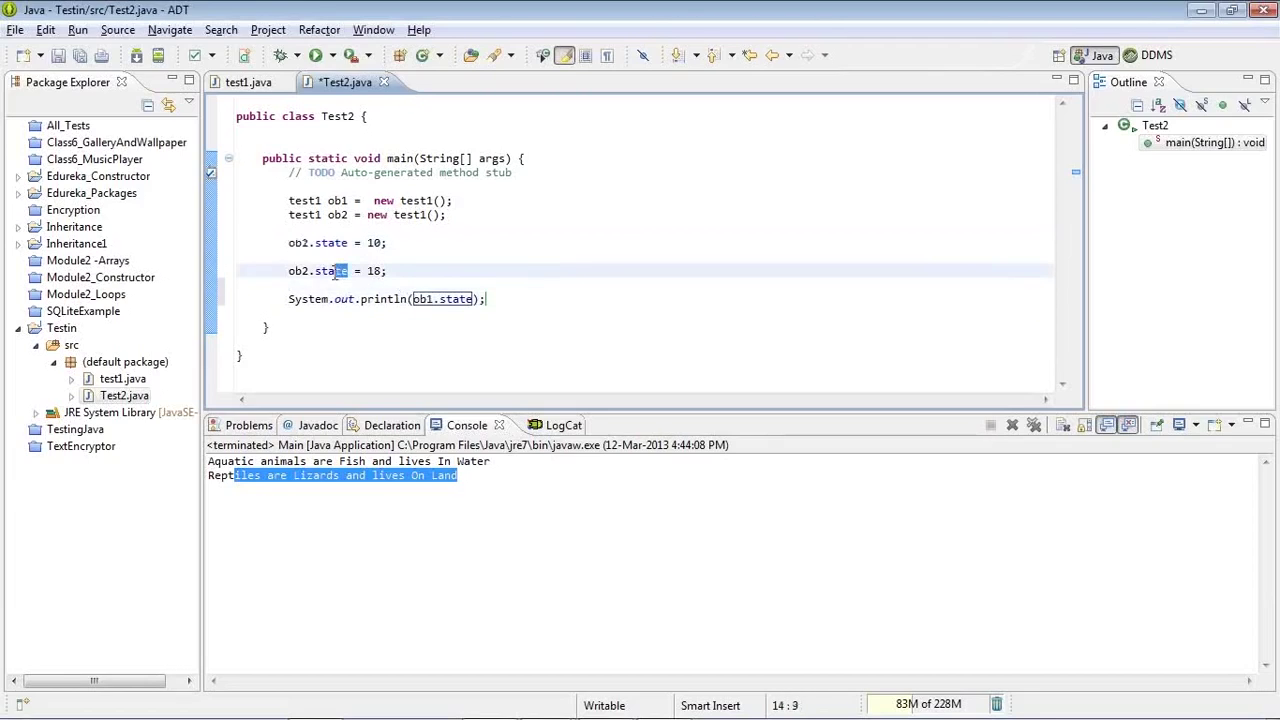 Java - Testin/src/Test2.java - ADT
File Edit Run Source Navigate Search Project Refactor Window Help
Java DDMS
Package Explorer
test1.java *Test2.java
Outline
All_Tests
Class6_GalleryAndWallpaper
Class6_MusicPlayer
Edureka_Constructor
Edureka_Packages
Encryption
Inheritance
Inheritance1
Module2 -Arrays
Module2_Constructor
Module2_Loops
SQLiteExample
Testin
src
(default package)
test1.java
Test2.java
JRE System Library [JavaSE-
TestingJava
TextEncryptor
public class Test2 {
public static void main(String[] args) {
// TODO Auto-generated method stub
test1 ob1 =  new test1();
test1 ob2 = new test1();
ob2.state = 10;
ob2.state = 18;
System.out.println(ob1.state);
}
}
Test2
main(String[]) : void
Problems Javadoc Declaration Console LogCat
<terminated> Main [Java Application] C:\Program Files\Java\jre7\bin\javaw.exe (12-Mar-2013 4:44:08 PM)
Aquatic animals are Fish and lives In Water
Reptiles are Lizards and lives On Land
Writable Smart Insert 14 : 9 83M of 228M